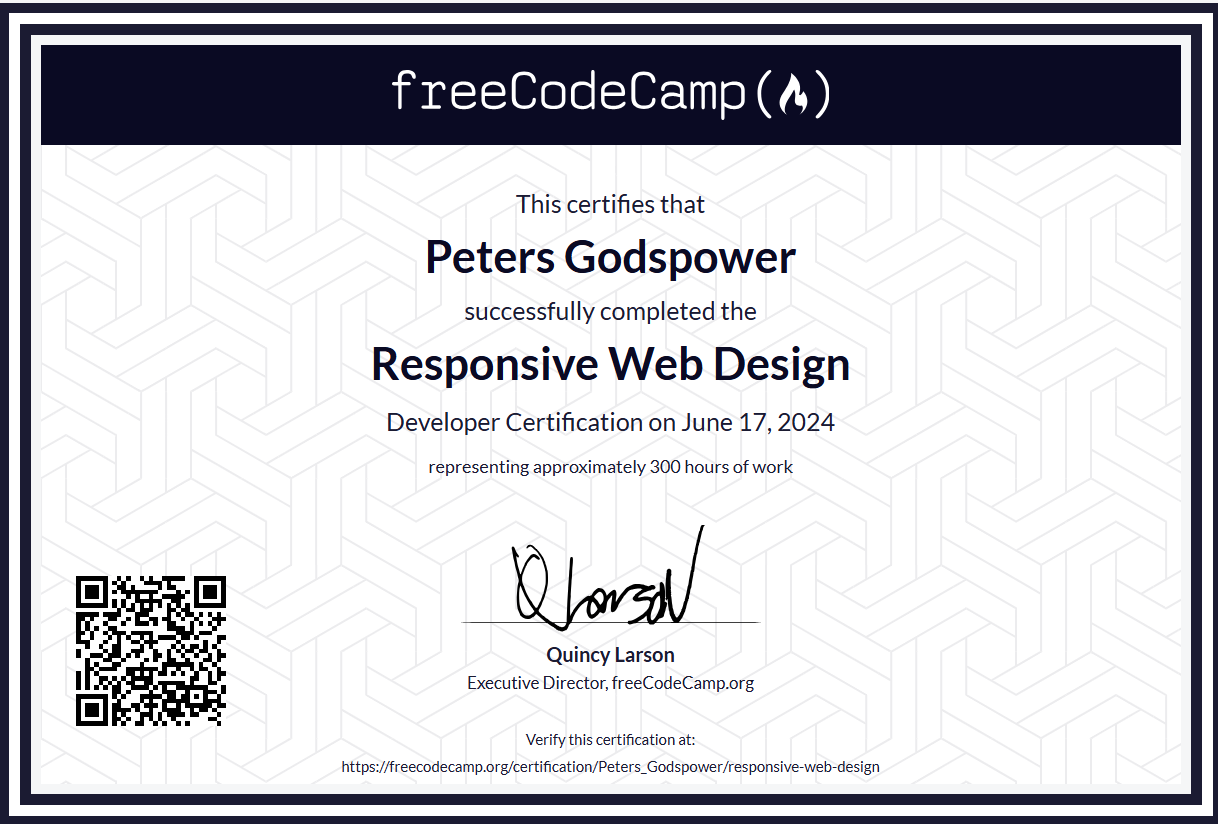 freeCodeCamp
This certifies that
Peters Godspower
successfully completed the
Responsive Web Design
Developer Certification on June 17, 2024
representing approximately 300 hours of work
Q Larson
Quincy Larson
Executive Director, freeCodeCamp.org
Verify this certification at:
https://freecodecamp.org/certification/Peters_Godspower/responsive-web-design